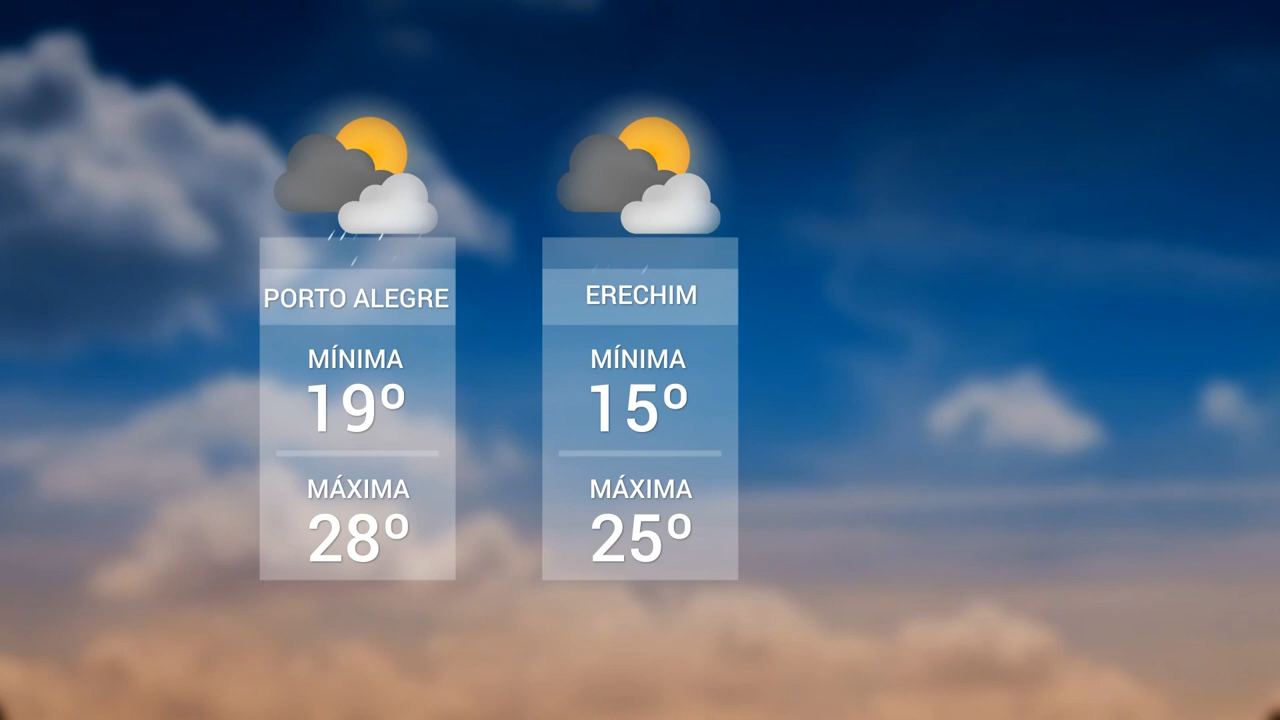 PORTO ALEGRE
MÍNIMA
19º
MÁXIMA
28º
ERECHIM
MÍNIMA
15º
MÁXIMA
25º